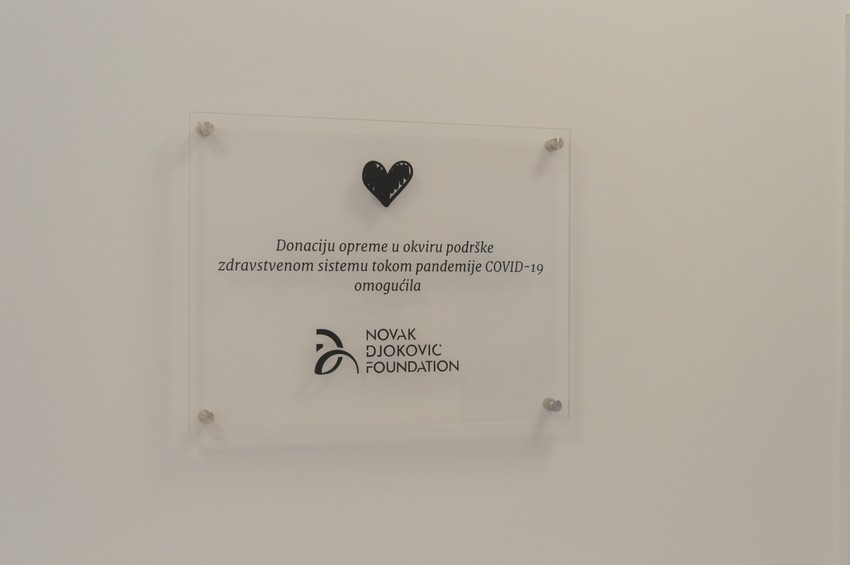 Donaciju opreme u okviru podrške
zdravstvenom sistemu tokom pandemije COVID-19
omogućila
NOVAK
DJOKOVIC
FOUNDATION